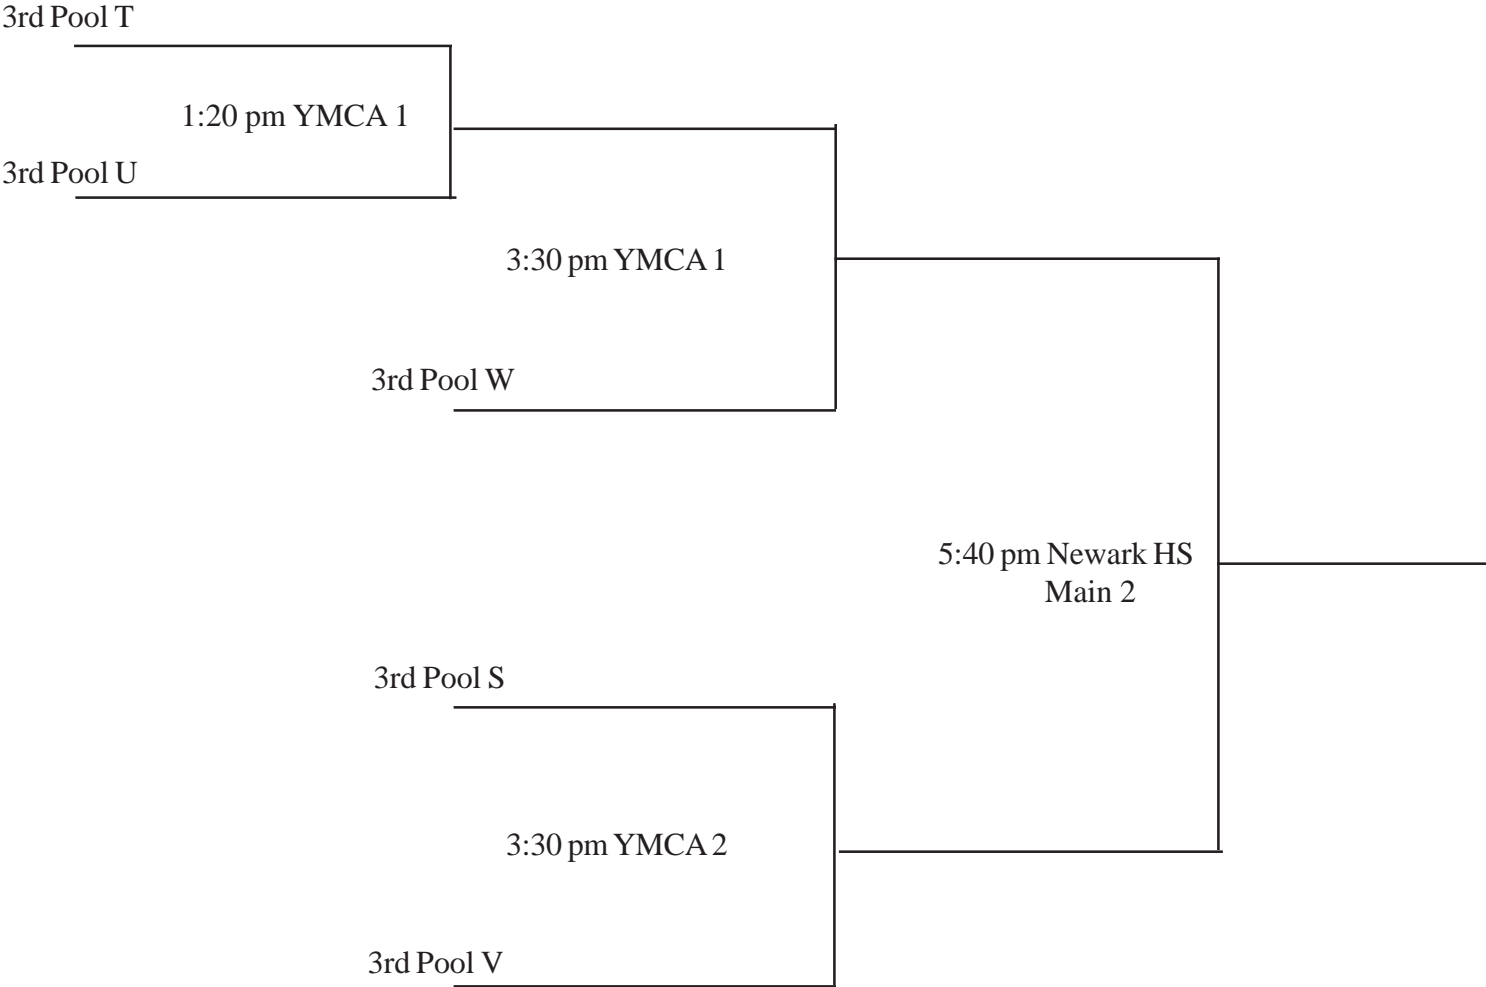 3rd Pool T
1:20 pm YMCA 1
3rd Pool U
3:30 pm YMCA 1
3rd Pool W
5:40 pm Newark HS
Main 2
3rd Pool S
3:30 pm YMCA 2
3rd Pool V